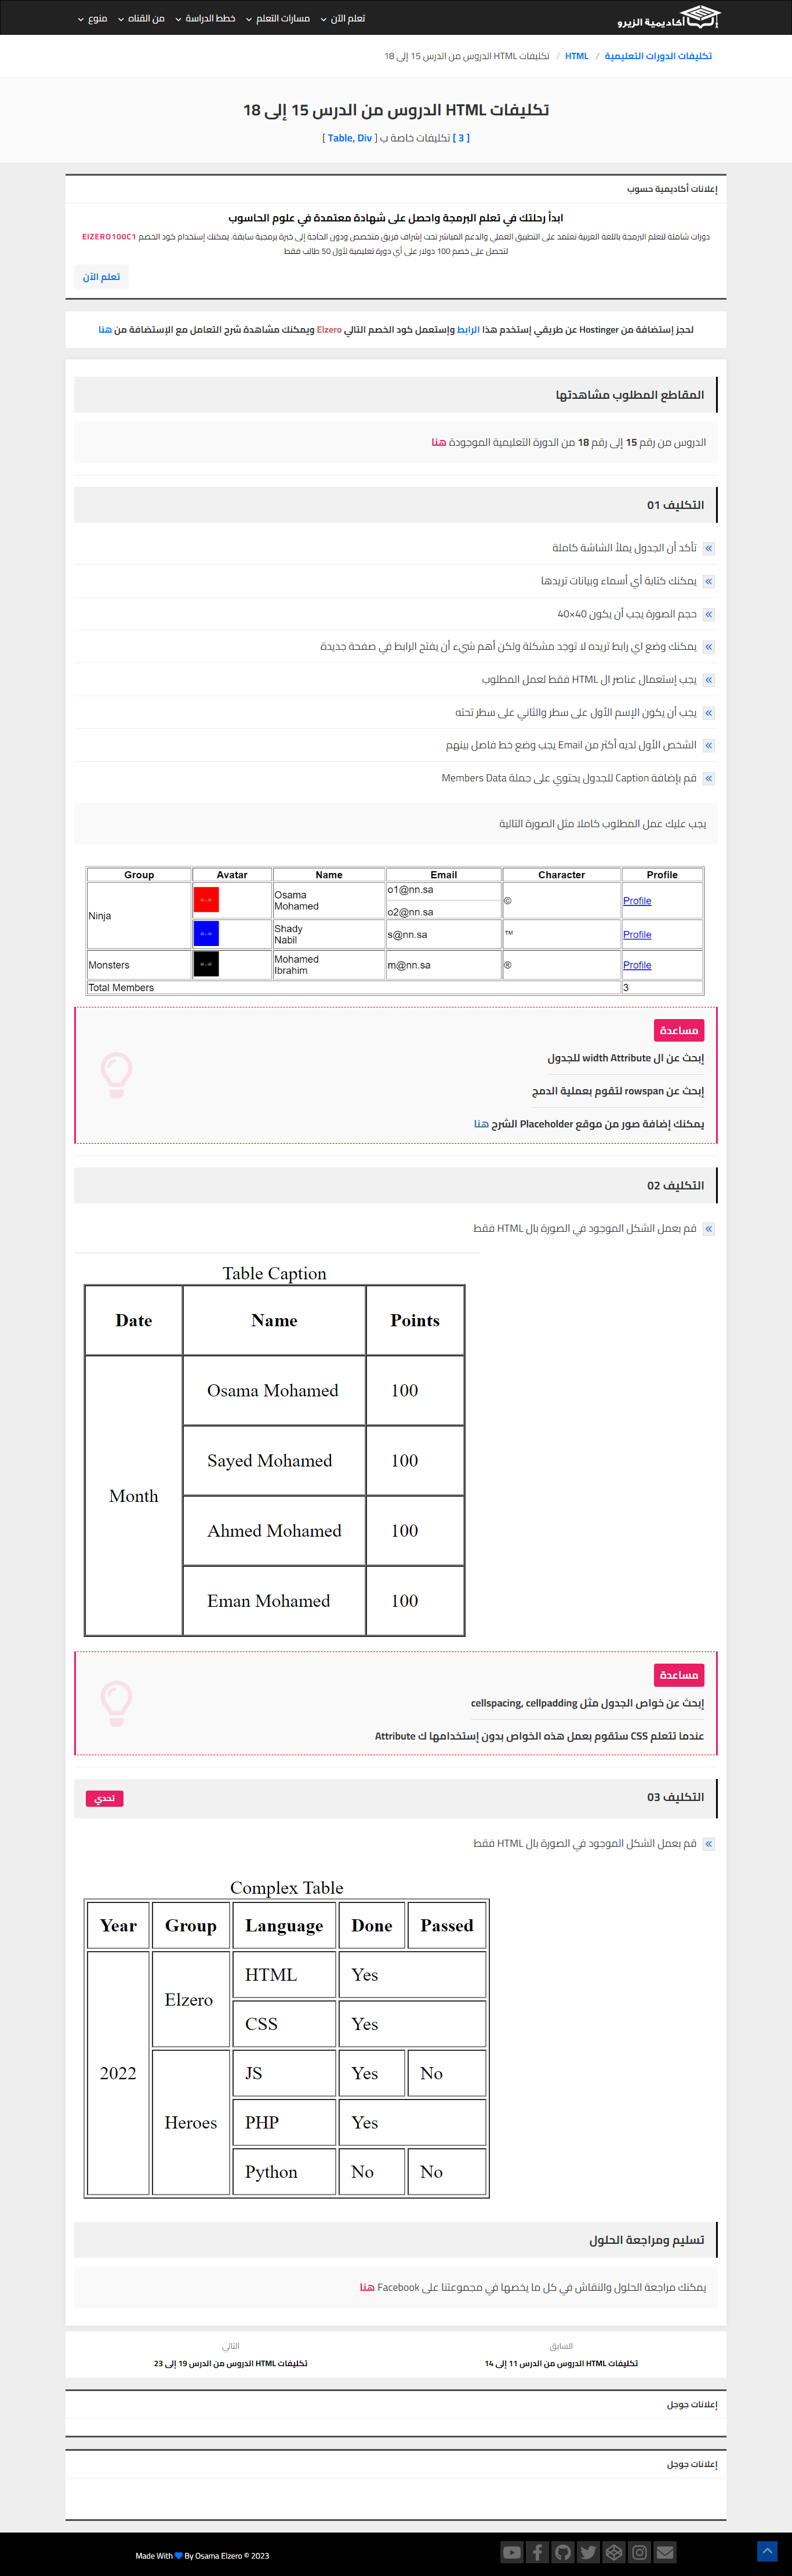 أكاديمية الزيرو
تعلم الآن
مسارات التعلم
خطط الدراسة
من القناه
منوع
تكليفات الدورات التعليمية / HTML / تكليفات HTML الدروس من الدرس 15 إلى 18
تكليفات HTML الدروس من الدرس 15 إلى 18
[ 3 ] تكليفات خاصة ب [ Table, Div ]
إعلانات أكاديمية حسوب
ابدأ رحلتك في تعلم البرمجة واحصل على شهادة معتمدة في علوم الحاسوب
دورات شاملة لتعلم البرمجة باللغة العربية تعتمد على التطبيق العملي والدعم المباشر تحت إشراف فريق متخصص ودون الحاجة إلى خبرة برمجية سابقة. يمكنك إستخدام كود الخصم ElZERO100C1
لتحصل على خصم 100 دولار على أي دورة تعليمية لأول 50 طالب فقط
تعلم الآن
لحجز إستضافة من Hostinger عن طريقي إستخدم هذا الرابط وإستعمل كود الخصم التالي Elzero ويمكنك مشاهدة شرح التعامل مع الإستضافة من هنا
المقاطع المطلوب مشاهدتها
الدروس من رقم 15 إلى رقم 18 من الدورة التعليمية الموجودة هنا
التكليف 01
تأكد أن الجدول يملأ الشاشة كاملة
يمكنك كتابة أي أسماء وبيانات تريدها
حجم الصورة يجب أن يكون 40×40
يمكنك وضع اي رابط تريده لا توجد مشكلة ولكن أهم شيء أن يفتح الرابط في صفحة جديدة
يجب إستعمال عناصر ال HTML فقط لعمل المطلوب
يجب أن يكون الإسم الأول على سطر والثاني على سطر تحته
الشخص الأول لديه أكثر من Email يجب وضع خط فاصل بينهم
قم بإضافة Caption للجدول يحتوي على جملة Members Data
يجب عليك عمل المطلوب كاملا مثل الصورة التالية
Group Avatar Name Email Character Profile
Ninja
Osama
Mohamed
o1@nn.sa
o2@nn.sa
©
Profile
Shady
Nabil
s@nn.sa
™
Profile
Monsters
Mohamed
Ibrahim
m@nn.sa
®
Profile
Total Members 3
مساعدة
إبحث عن ال width Attribute للجدول
إبحث عن rowspan لتقوم بعملية الدمج
يمكنك إضافة صور من موقع Placeholder الشرح هنا
التكليف 02
قم بعمل الشكل الموجود في الصورة بال HTML فقط
Table Caption
Date Name Points
Month
Osama Mohamed 100
Sayed Mohamed 100
Ahmed Mohamed 100
Eman Mohamed 100
مساعدة
إبحث عن خواص الجدول مثل cellspacing, cellpadding
عندما تتعلم CSS ستقوم بعمل هذه الخواص بدون إستخدامها ك Attribute
التكليف 03
تحدي
قم بعمل الشكل الموجود في الصورة بال HTML فقط
Complex Table
Year Group Language Done Passed
2022
Elzero
HTML Yes
CSS Yes
Heroes
JS Yes No
PHP Yes
Python No No
تسليم ومراجعة الحلول
يمكنك مراجعة الحلول والنقاش في كل ما يخصها في مجموعتنا على Facebook هنا
السابق
تكليفات HTML الدروس من الدرس 11 إلى 14
التالي
تكليفات HTML الدروس من الدرس 19 إلى 23
إعلانات جوجل
إعلانات جوجل
Made With By Osama Elzero © 2023